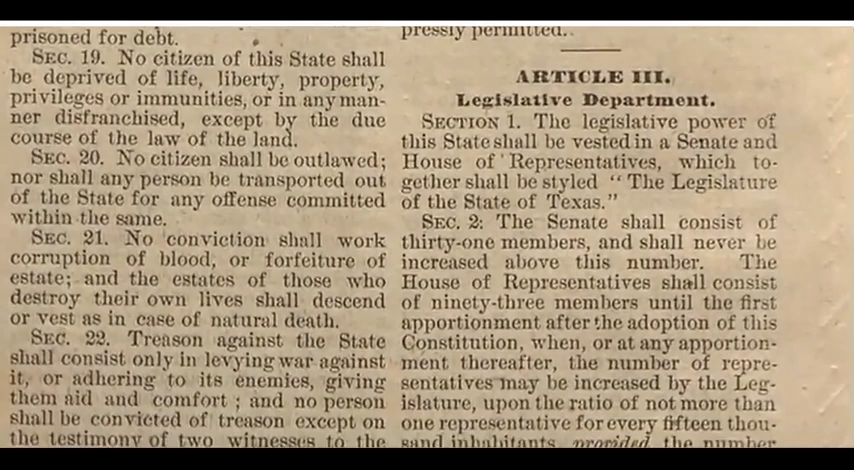 prisoned for debt.
SEC. 19. No citizen of this State shall
be deprived of life, liberty, property,
privileges or immunities, or in any man-
ner disfranchised, except by the due
course of the law of the land.
SEC. 20. No citizen shall be outlawed;
nor shall any person be transported out
of the State for any offense committed
within the same.
SEC. 21. No conviction shall work
corruption of blood, or forfeiture of
estate; and the estates of those who
destroy their own lives shall descend
or vest as in case of natural death.
SEC. 22. Treason against the State
shall consist only in levying war against
it, or adhering to its enemies, giving
them aid and comfort; and no person
shall be convicted of treason except on
the testimony of two witnesses to the
pressly permitted.
ARTICLE III.
Legislative Department.
SECTION 1. The legislative power of
this State shall be vested in a Senate and
House of Representatives, which to-
gether shall be styled "The Legislature
of the State of Texas."
SEC. 2: The Senate shall consist of
thirty-one members, and shall never be
increased above this number. The
House of Representatives shall consist
of ninety-three members until the first
apportionment after the adoption of this
Constitution, when, or at any apportion-
ment thereafter, the number of repre-
sentatives may be increased by the Leg-
islature, upon the ratio of not more than
one representative for every fifteen thou-
sand inhabitants, provided, the number